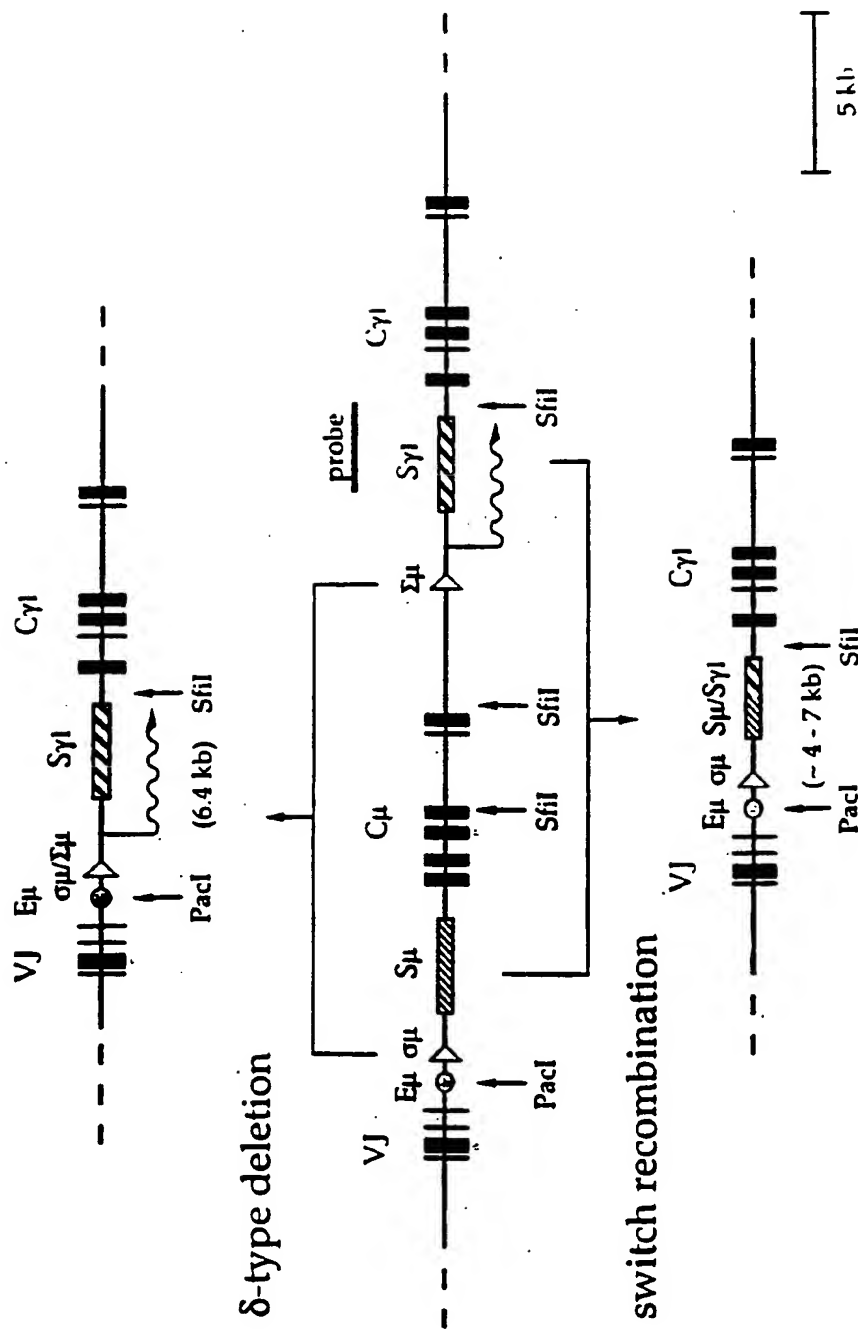 VJ Eμ σμ/Σμ Sγ1 Cγ1
PacI (6.4 kb) SfiI
δ-type deletion
probe
VJ Eμ σμ Sμ Cμ Σμ Sγ1 Cγ1
PacI SfiI SfiI SfiI
switch recombination
VJ Eμ σμ Sμ/Sγ1 Cγ1
PacI (~ 4 - 7 kb) SfiI
5 kb